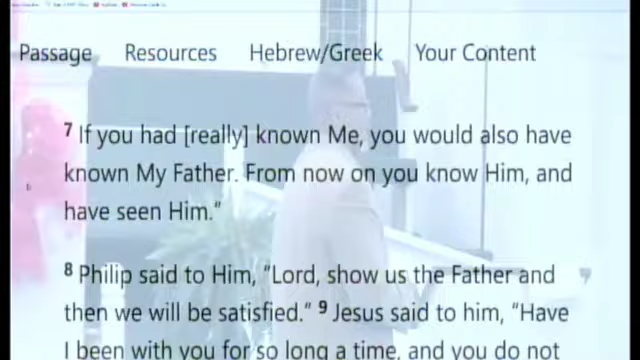 Passage Resources Hebrew/Greek Your Content
7 If you had [really] known Me, you would also have
known My Father. From now on you know Him, and
have seen Him.”
8 Philip said to Him, “Lord, show us the Father and
then we will be satisfied.” 9 Jesus said to him, “Have
I been with you for so long a time, and you do not